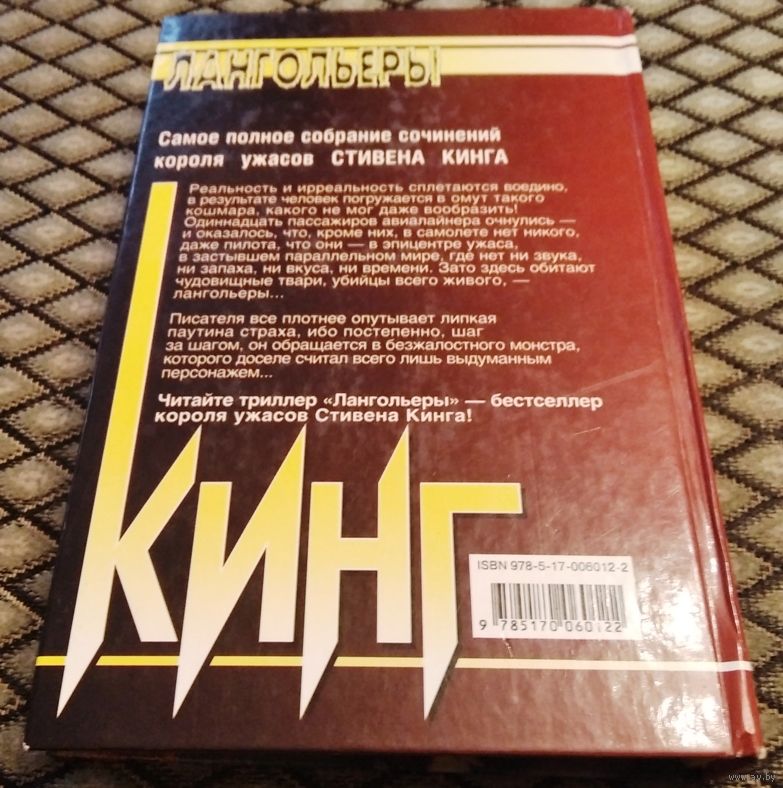 ЛАНГОЛЬЕРЫ
Самое полное собрание сочинений
короля ужасов СТИВЕНА КИНГА
Реальность и ирреальность сплетаются воедино,
в результате человек погружается в омут такого
кошмара, какого не мог даже вообразить!
Одиннадцать пассажиров авиалайнера очнулись —
и оказалось, что, кроме них, в самолете нет никого,
даже пилота, что они — в эпицентре ужаса,
в застывшем параллельном мире, где нет ни звука,
ни запаха, ни вкуса, ни времени. Зато здесь обитают
чудовищные твари, убийцы всего живого, —
лангольеры...
Писателя все плотнее опутывает липкая
паутина страха, ибо постепенно, шаг
за шагом, он обращается в безжалостного монстра,
которого доселе считал всего лишь выдуманным
персонажем...
Читайте триллер «Лангольеры» — бестселлер
короля ужасов Стивена Кинга!
КИНГ
ISBN 978-5-17-006012-2
9 785170 060122
www.ay.by